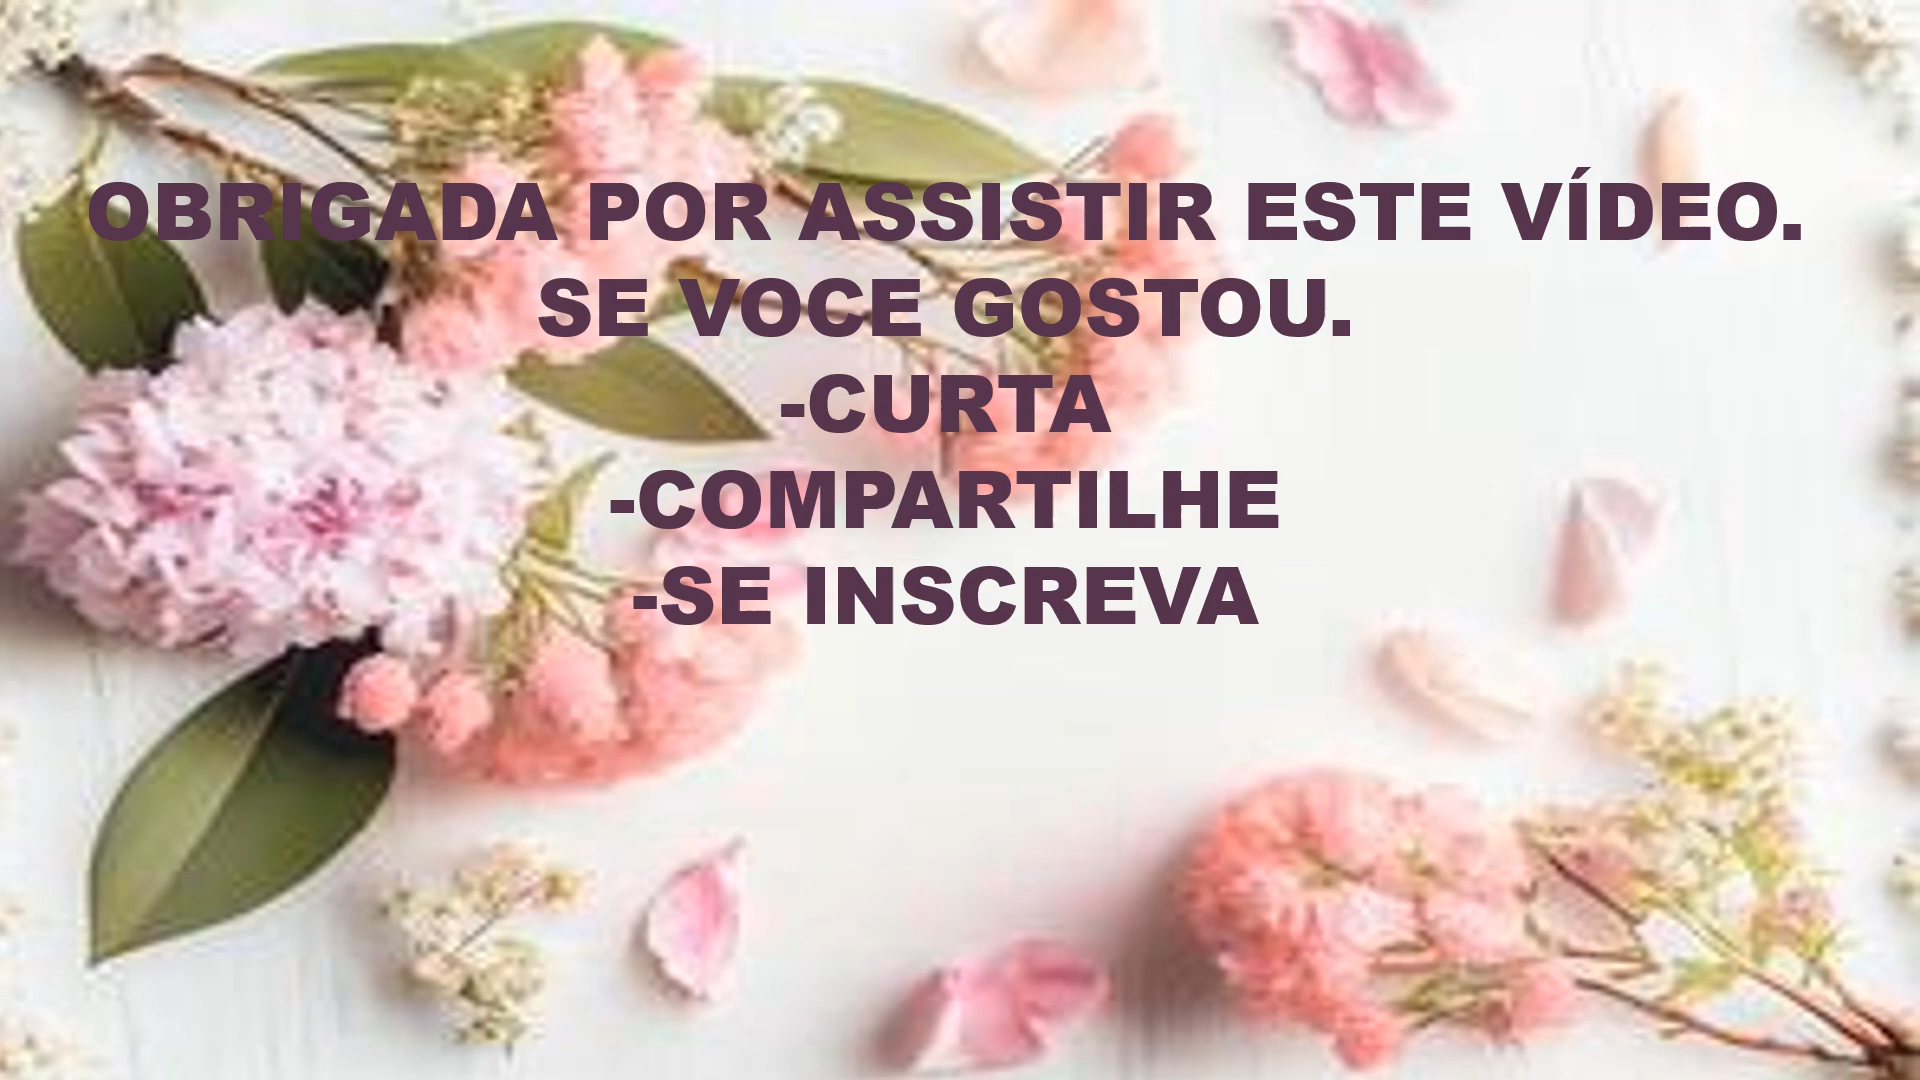 OBRIGADA POR ASSISTIR ESTE VÍDEO.
SE VOCE GOSTOU.
-CURTA
-COMPARTILHE
-SE INSCREVA